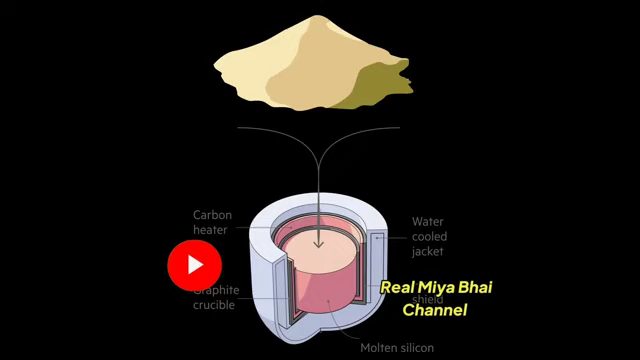 Carbon
heater
Water
cooled
jacket
Graphite
crucible
Real Miya Bhai
Channel
shield
Molten silicon